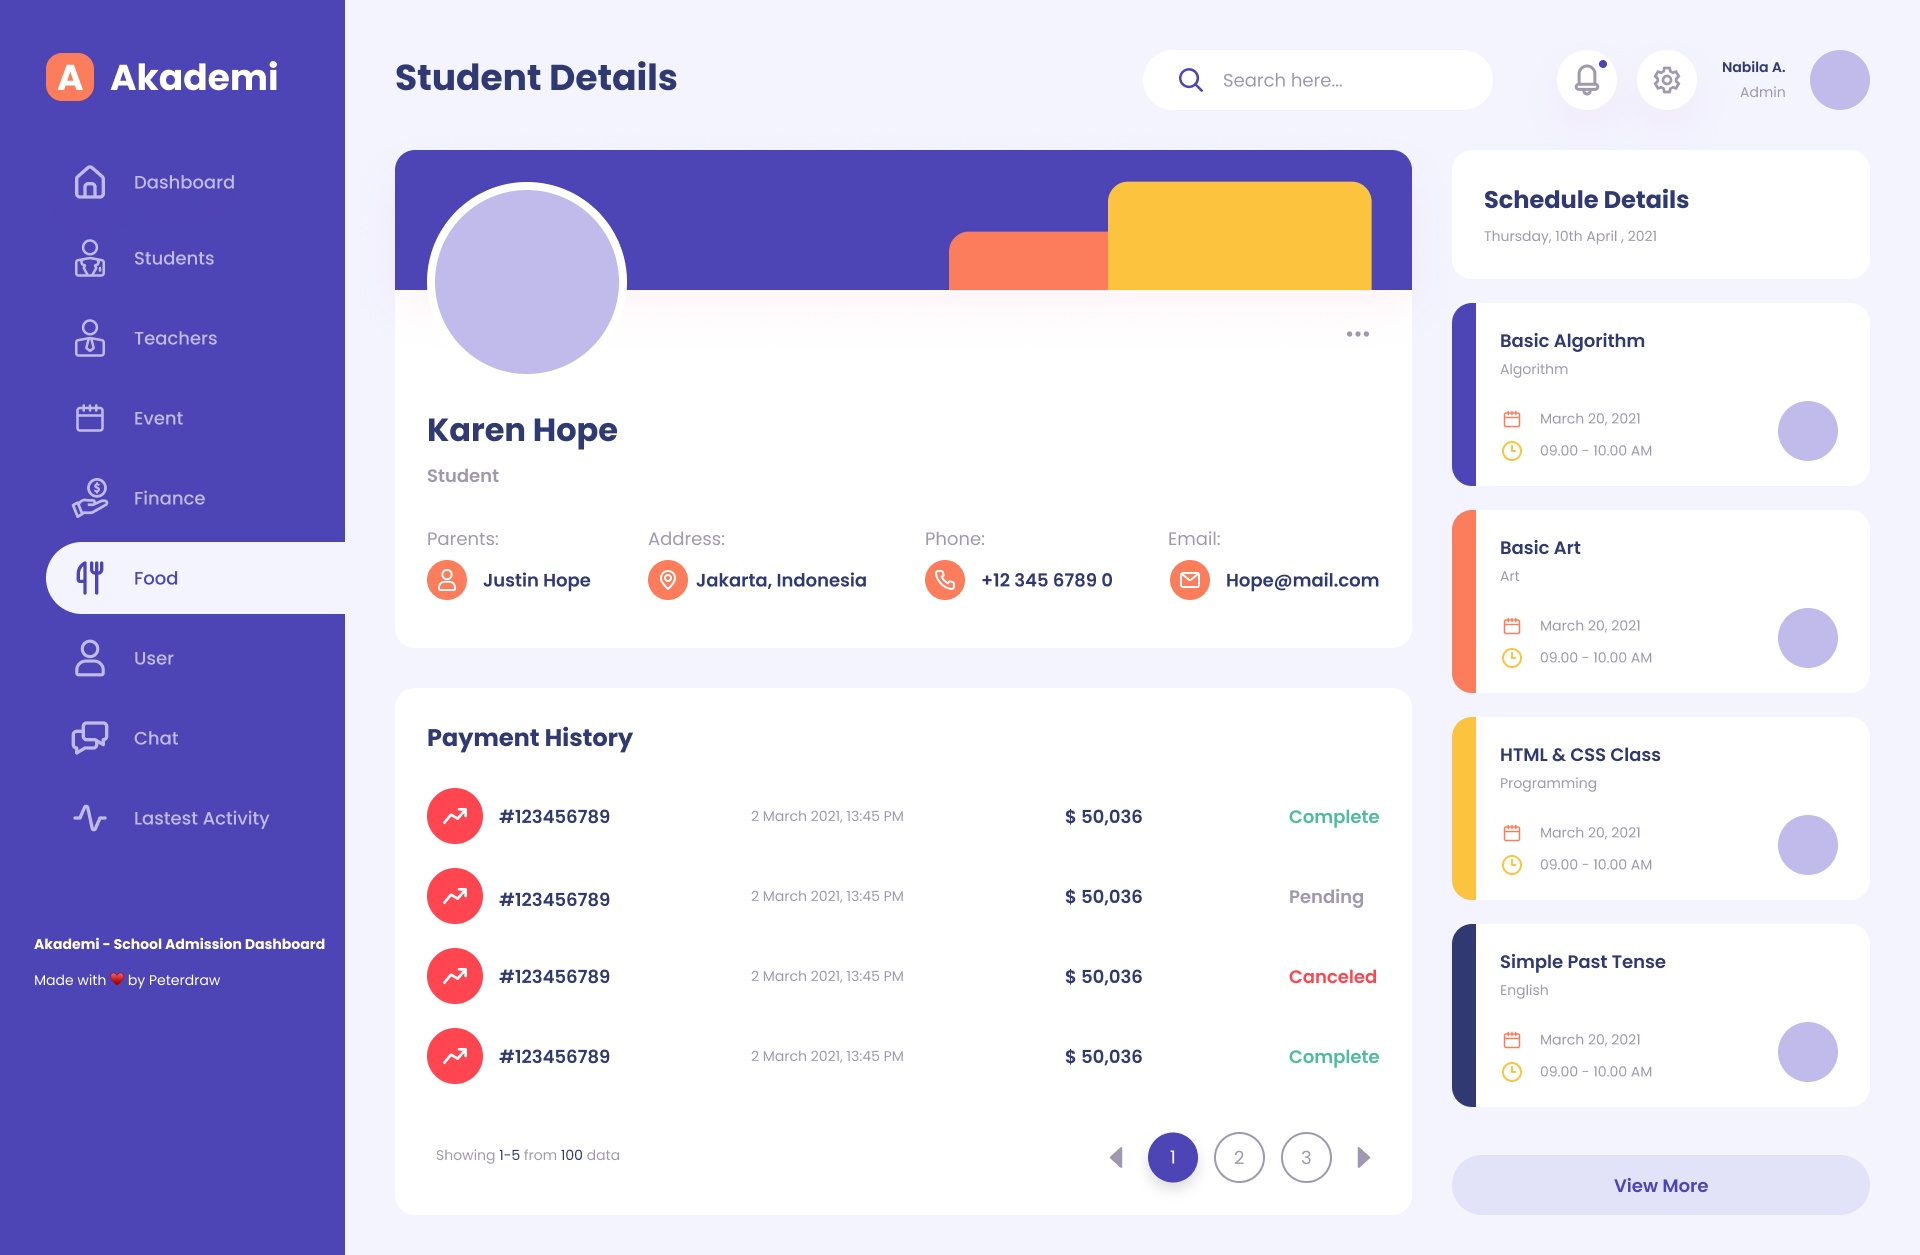 A Akademi
Dashboard
Students
Teachers
Event
Finance
Food
User
Chat
Lastest Activity
Akademi - School Admission Dashboard
Made with ❤️ by Peterdraw
Student Details
Search here...
Nabila A.
Admin
Karen Hope
Student
Parents:
Justin Hope
Address:
Jakarta, Indonesia
Phone:
+12 345 6789 0
Email:
Hope@mail.com
Payment History
#123456789 2 March 2021, 13:45 PM $ 50,036 Complete
#123456789 2 March 2021, 13:45 PM $ 50,036 Pending
#123456789 2 March 2021, 13:45 PM $ 50,036 Canceled
#123456789 2 March 2021, 13:45 PM $ 50,036 Complete
Showing 1-5 from 100 data
1 2 3
Schedule Details
Thursday, 10th April , 2021
Basic Algorithm
Algorithm
March 20, 2021
09.00 - 10.00 AM
Basic Art
Art
March 20, 2021
09.00 - 10.00 AM
HTML & CSS Class
Programming
March 20, 2021
09.00 - 10.00 AM
Simple Past Tense
English
March 20, 2021
09.00 - 10.00 AM
View More